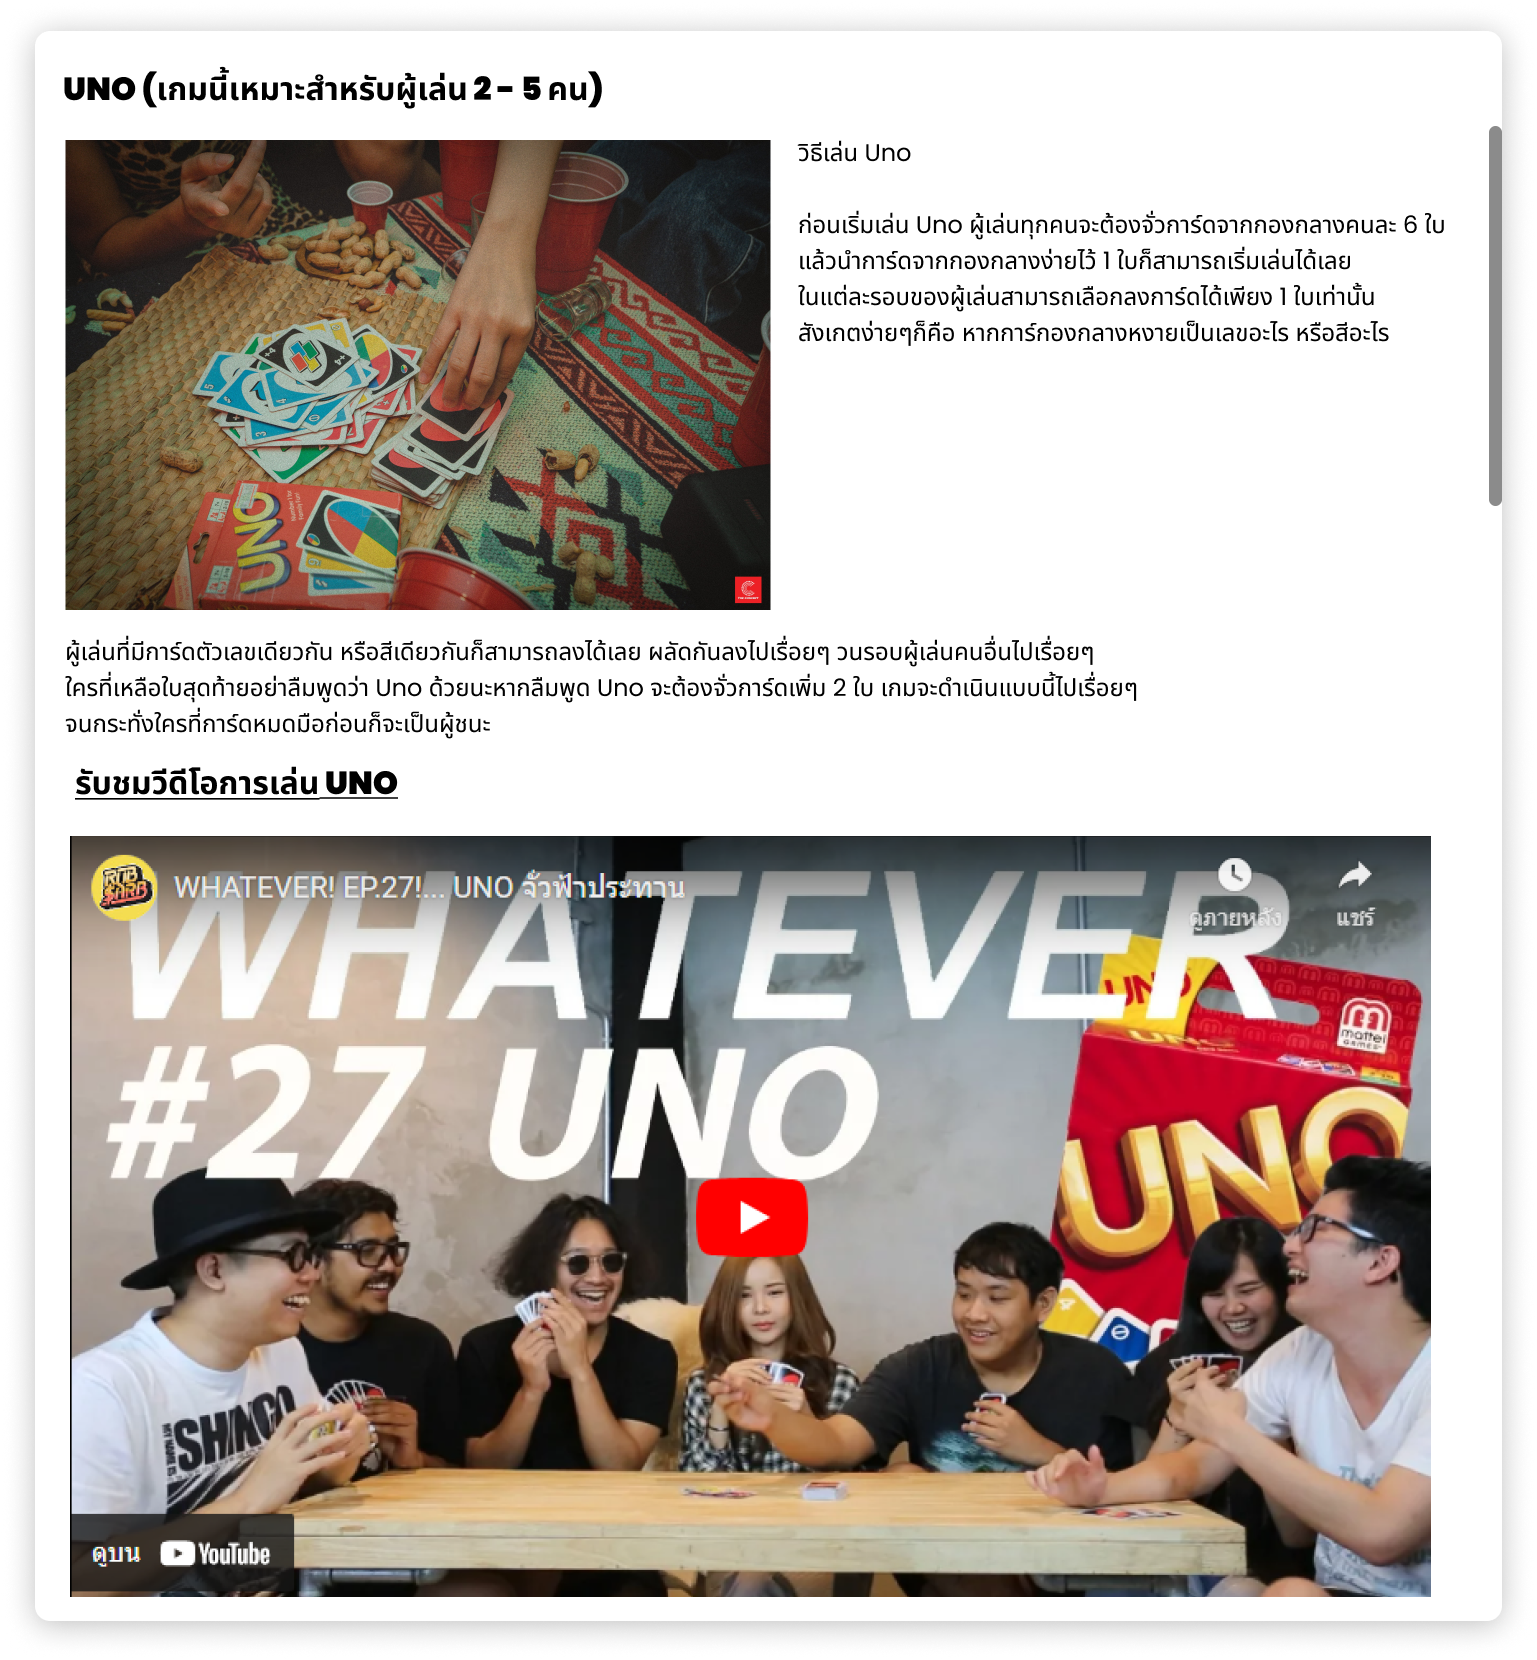 UNO (เกมนี้เหมาะสำหรับผู้เล่น 2 - 5 คน)
วิธีเล่น Uno
ก่อนเริ่มเล่น Uno ผู้เล่นทุกคนจะต้องจั่วการ์ดจากกองกลางคนละ 6 ใบ
แล้วนำการ์ดจากกองกลางง่ายไว้ 1 ใบก็สามารถเริ่มเล่นได้เลย
ในแต่ละรอบของผู้เล่นสามารถเลือกลงการ์ดได้เพียง 1 ใบเท่านั้น
สังเกตง่ายๆก็คือ หากการ์กองกลางหงายเป็นเลขอะไร หรือสีอะไร
UNO
ผู้เล่นที่มีการ์ดตัวเลขเดียวกัน หรือสีเดียวกันก็สามารถลงได้เลย ผลัดกันลงไปเรื่อยๆ วนรอบผู้เล่นคนอื่นไปเรื่อยๆ
ใครที่เหลือใบสุดท้ายอย่าลืมพูดว่า Uno ด้วยนะหากลืมพูด Uno จะต้องจั่วการ์ดเพิ่ม 2 ใบ เกมจะดำเนินแบบนี้ไปเรื่อยๆ
จนกระทั่งใครที่การ์ดหมดมือก่อนก็จะเป็นผู้ชนะ
รับชมวีดีโอการเล่น UNO
RUB SARB
WHATEVER! EP.27!... UNO จั่วฟ้าประทาน
ดูภายหลัง
แชร์
WHATEVER
#27 UNO
UNO
UNO
mattel
GAMES
UNO
SHINCO
ดูบน YouTube